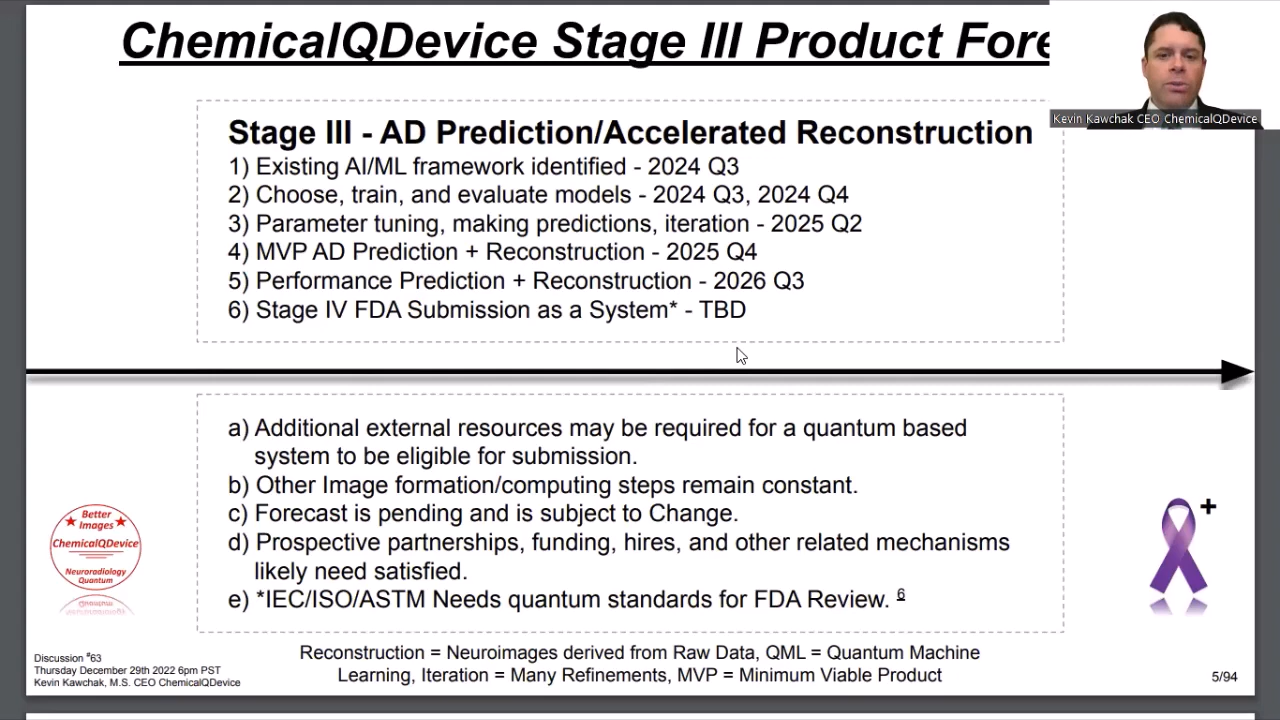 ChemicalQDevice Stage III Product Fore
Kevin Kawchak CEO ChemicalQDevice
Stage III - AD Prediction/Accelerated Reconstruction
1) Existing AI/ML framework identified - 2024 Q3
2) Choose, train, and evaluate models - 2024 Q3, 2024 Q4
3) Parameter tuning, making predictions, iteration - 2025 Q2
4) MVP AD Prediction + Reconstruction - 2025 Q4
5) Performance Prediction + Reconstruction - 2026 Q3
6) Stage IV FDA Submission as a System* - TBD
a) Additional external resources may be required for a quantum based
system to be eligible for submission.
b) Other Image formation/computing steps remain constant.
c) Forecast is pending and is subject to Change.
d) Prospective partnerships, funding, hires, and other related mechanisms
likely need satisfied.
e) *IEC/ISO/ASTM Needs quantum standards for FDA Review. 6
Better
Images
ChemicalQDevice
Neuroradiology
Quantum
+
Reconstruction = Neuroimages derived from Raw Data, QML = Quantum Machine
Learning, Iteration = Many Refinements, MVP = Minimum Viable Product
Discussion #63
Thursday December 29th 2022 6pm PST
Kevin Kawchak, M.S. CEO ChemicalQDevice
5/94